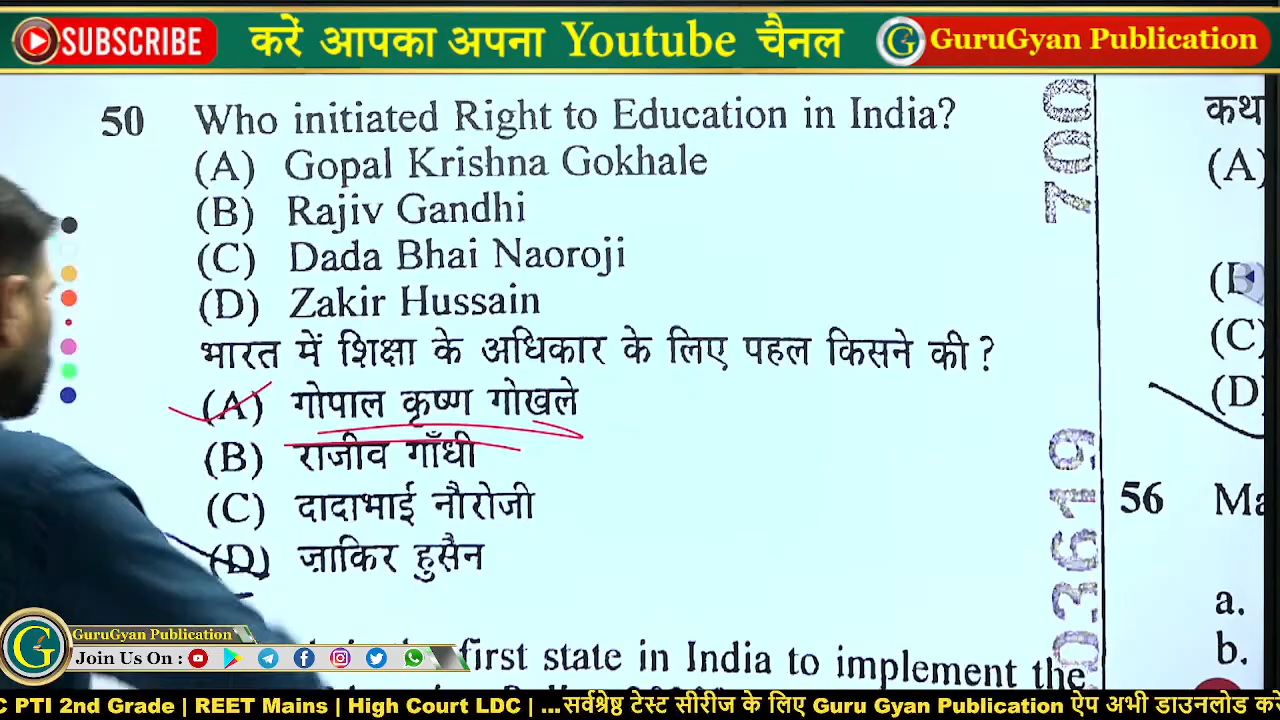 SUBSCRIBE करें आपका अपना Youtube चैनल G GuruGyan Publication
50 Who initiated Right to Education in India?
(A) Gopal Krishna Gokhale
(B) Rajiv Gandhi
(C) Dada Bhai Naoroji
(D) Zakir Hussain
भारत में शिक्षा के अधिकार के लिए पहल किसने की ?
(A) गोपाल कृष्ण गोखले
(B) राजीव गाँधी
(C) दादाभाई नौरोजी
(D) ज़ाकिर हुसैन
first state in India to implement the
700
03619
कथ
(A)
(B
(C)
(D)
56 Ma
a.
b.
G GuruGyan Publication
Join Us On :
C PTI 2nd Grade | REET Mains | High Court LDC | ...सर्वश्रेष्ठ टेस्ट सीरीज के लिए Guru Gyan Publication ऐप अभी डाउनलोड करे